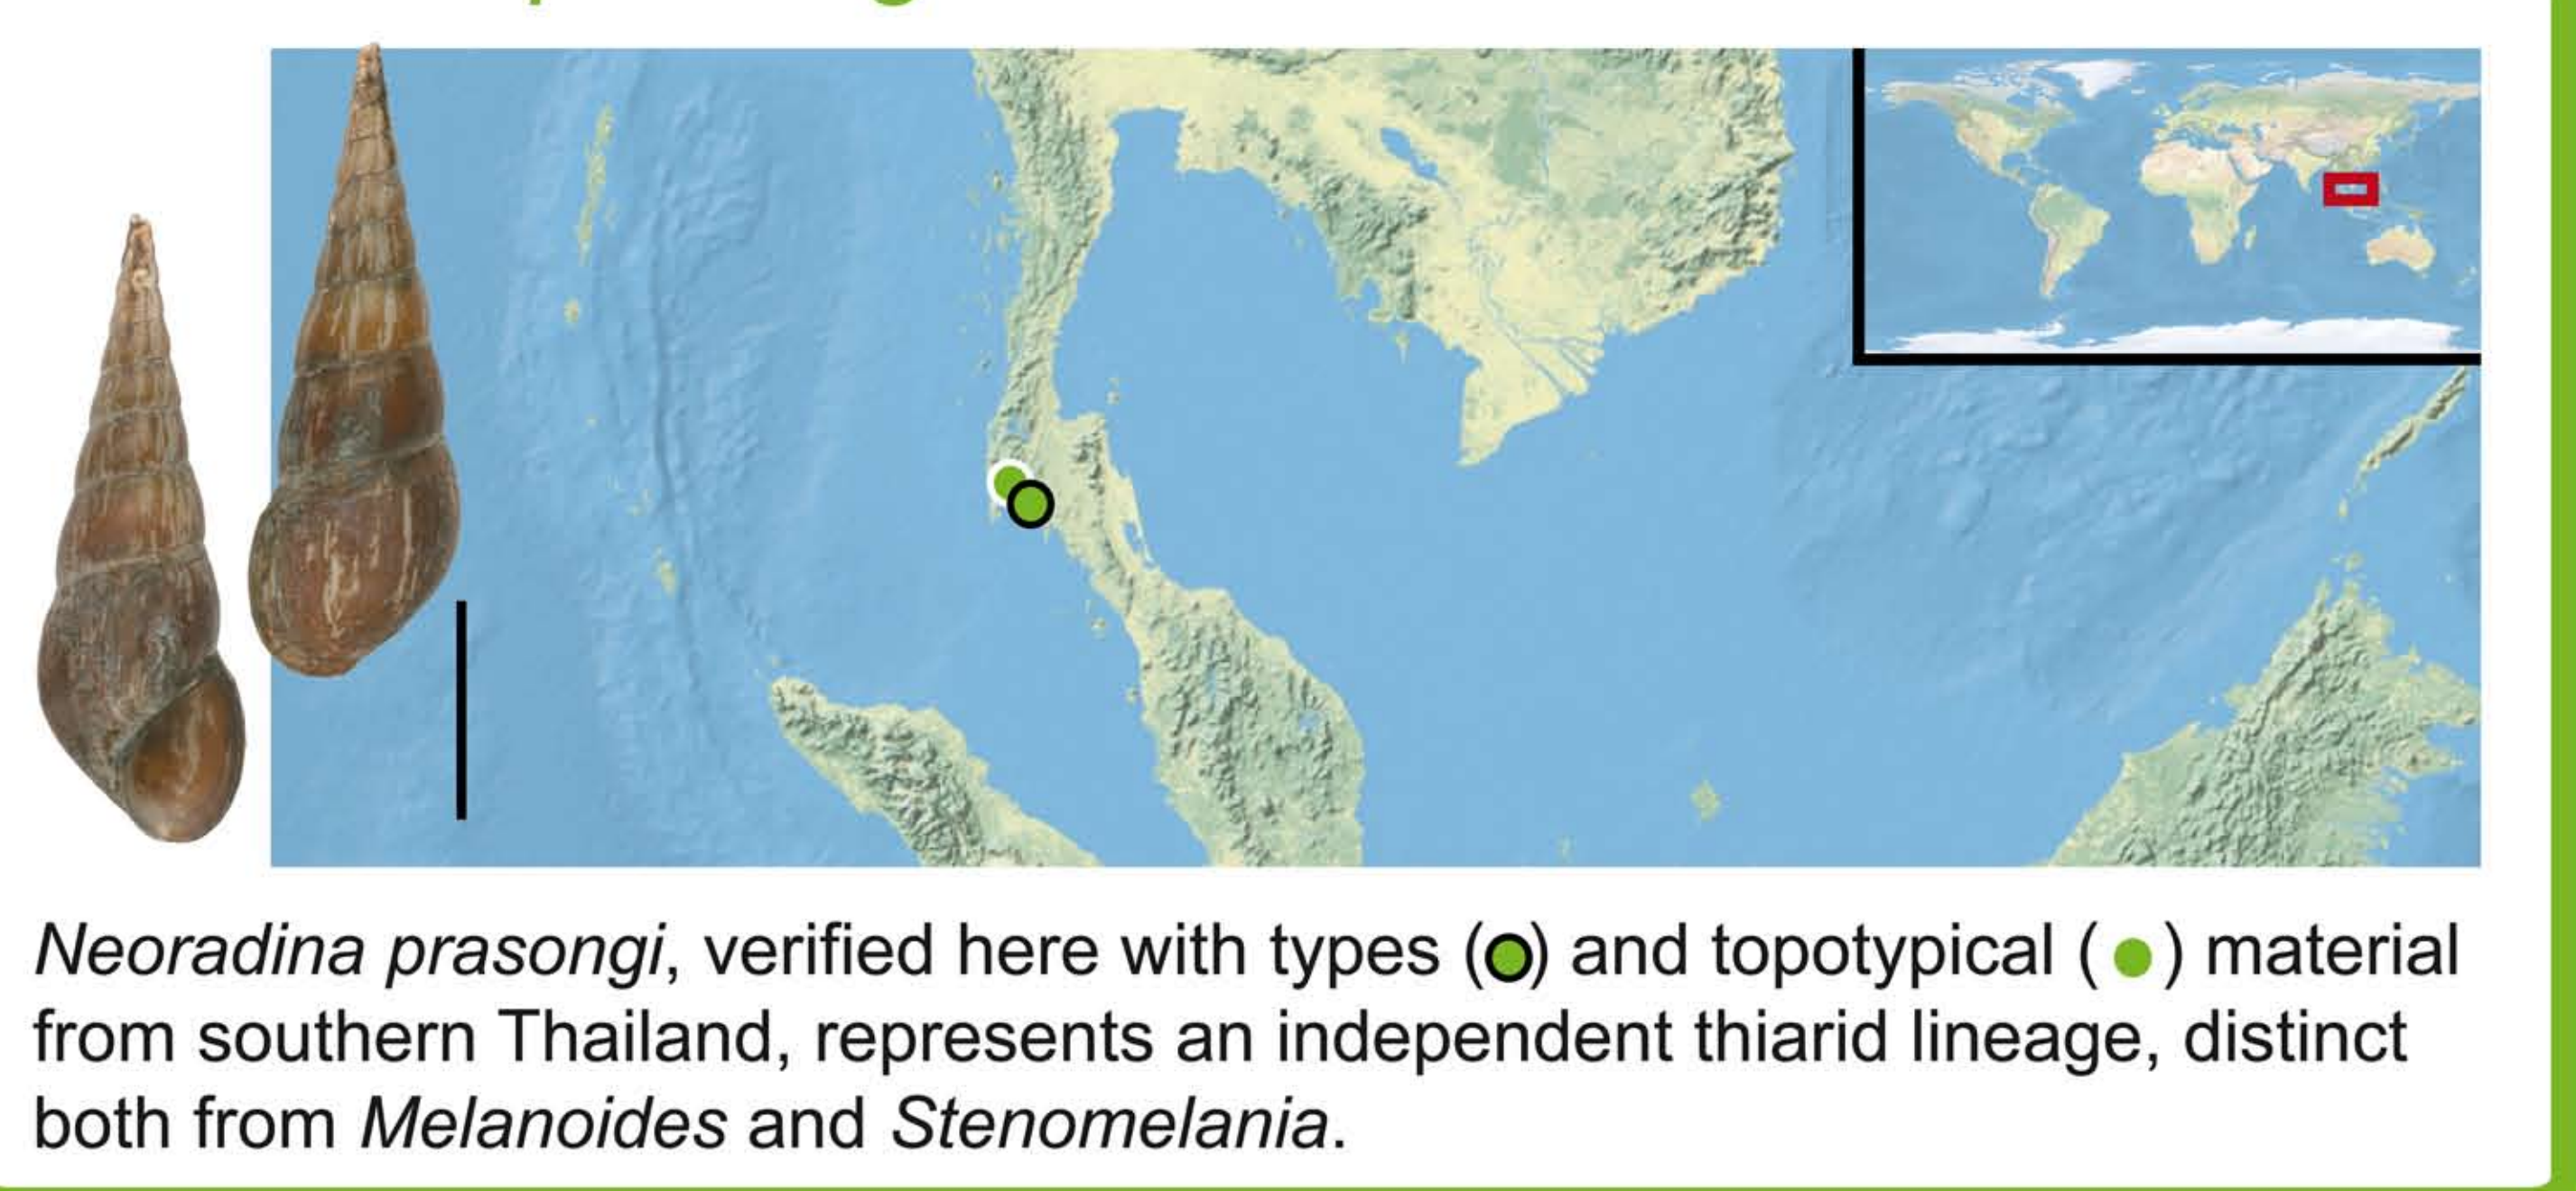 Neoradina prasongi, verified here with types () and topotypical () material
from southern Thailand, represents an independent thiarid lineage, distinct
both from Melanoides and Stenomelania.